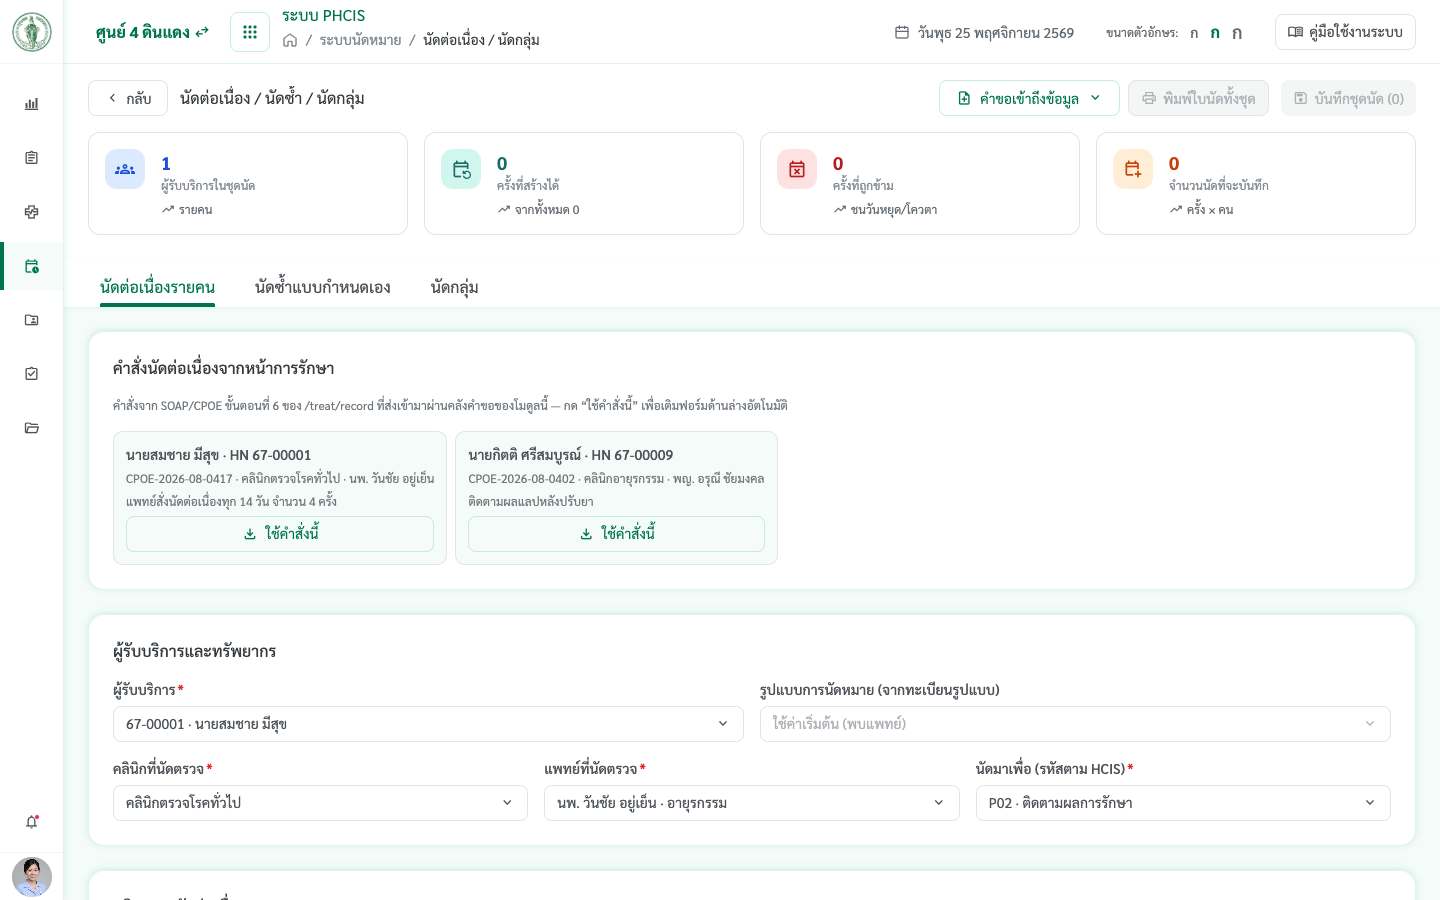 ศูนย์ 4 ดินแดง
ระบบ PHCIS
/ ระบบนัดหมาย / นัดต่อเนื่อง / นัดกลุ่ม
วันพุธ 25 พฤศจิกายน 2569
ขนาดตัวอักษร: ก ก ก
คู่มือใช้งานระบบ
กลับ
นัดต่อเนื่อง / นัดซ้ำ / นัดกลุ่ม
คำขอเข้าถึงข้อมูล
พิมพ์ใบนัดทั้งชุด
บันทึกชุดนัด (0)
1
ผู้รับบริการในชุดนัด
รายคน
0
ครั้งที่สร้างได้
จากทั้งหมด 0
0
ครั้งที่ถูกข้าม
ชนวันหยุด/โควตา
0
จำนวนนัดที่จะบันทึก
ครั้ง × คน
นัดต่อเนื่องรายคน
นัดซ้ำแบบกำหนดเอง
นัดกลุ่ม
คำสั่งนัดต่อเนื่องจากหน้าการรักษา
คำสั่งจาก SOAP/CPOE ขั้นตอนที่ 6 ของ /treat/record ที่ส่งเข้ามาผ่านคลังคำขอของโมดูลนี้ — กด “ใช้คำสั่งนี้” เพื่อเติมฟอร์มด้านล่างอัตโนมัติ
นายสมชาย มีสุข · HN 67-00001
CPOE-2026-08-0417 · คลินิกตรวจโรคทั่วไป · นพ. วันชัย อยู่เย็น
แพทย์สั่งนัดต่อเนื่องทุก 14 วัน จำนวน 4 ครั้ง
ใช้คำสั่งนี้
นายกิตติ ศรีสมบูรณ์ · HN 67-00009
CPOE-2026-08-0402 · คลินิกอายุรกรรม · พญ. อรุณี ชัยมงคล
ติดตามผลแลปหลังปรับยา
ใช้คำสั่งนี้
ผู้รับบริการและทรัพยากร
ผู้รับบริการ*
67-00001 · นายสมชาย มีสุข
รูปแบบการนัดหมาย (จากทะเบียนรูปแบบ)
ใช้ค่าเริ่มต้น (พบแพทย์)
คลินิกที่นัดตรวจ*
คลินิกตรวจโรคทั่วไป
แพทย์ที่นัดตรวจ*
นพ. วันชัย อยู่เย็น · อายุรกรรม
นัดมาเพื่อ (รหัสตาม HCIS)*
P02 · ติดตามผลการรักษา